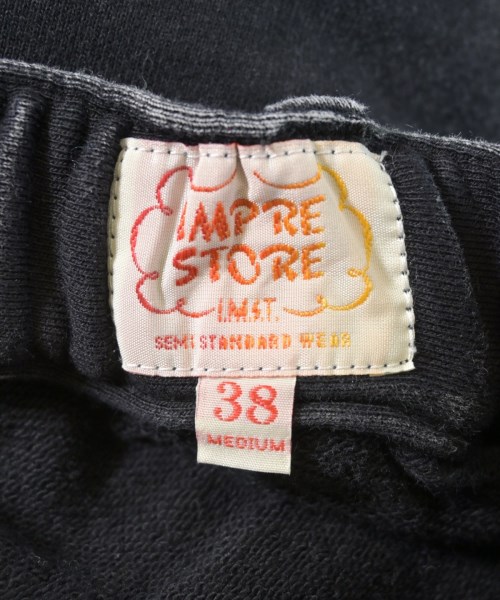 IMPRE
STORE
I.M.S.T.
SEMI STANDARD WEAR
38
MEDIUM